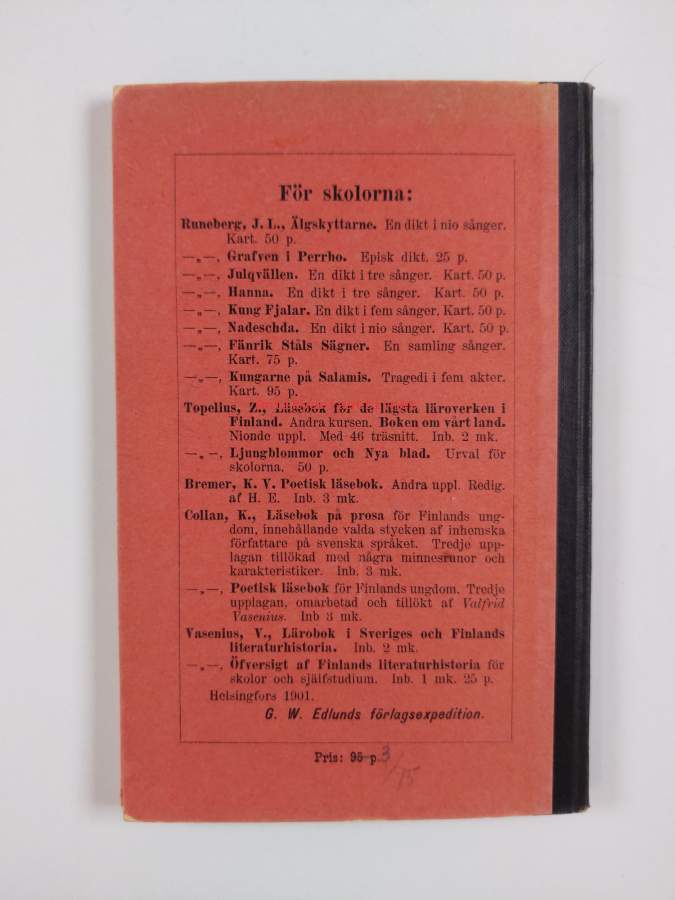 För skolorna:
Runeberg, J. L., Älgskyttarne. En dikt i nio sånger.
Kart. 50 p.
—„—, Grafven i Perrho. Episk dikt. 25 p.
—„—, Julqvällen. En dikt i tre sånger. Kart. 50 p.
—„—, Hanna. En dikt i tre sånger. Kart. 50 p.
—„—, Kung Fjalar. En dikt i fem sånger. Kart. 50 p.
—„—, Nadeschda. En dikt i nio sånger. Kart. 50 p.
—„—, Fänrik Ståls Sägner. En samling sånger.
Kart. 75 p.
—„—, Kungarne på Salamis. Tragedi i fem akter.
Kart. 95 p.
Topelius, Z., Läsebok för de lägsta läroverken i
Finland. Andra kursen. Boken om vårt land.
Nionde uppl. Med 46 träsnitt. Inb. 2 mk.
—„—, Ljungblommor och Nya blad. Urval för
skolorna. 50 p.
Bremer, K. V. Poetisk läsebok. Andra uppl. Redig.
af H. E. Inb. 3 mk.
Collan, K., Läsebok på prosa för Finlands ung-
dom, innehållande valda stycken af inhemska
författare på svenska språket. Tredje upp-
lagan tillökad med några minnesrunor och
karakteristiker. Inb. 3 mk.
—„—, Poetisk läsebok för Finlands ungdom. Tredje
upplagan, omarbetad och tillökt af Valfrid
Vasenius. Inb 3 mk.
Vasenius, V., Lärobok i Sveriges och Finlands
literaturhistoria. Inb. 2 mk.
—„—, Öfversigt af Finlands literaturhistoria för
skolor och själfstudium. Inb. 1 mk. 25 p.
Helsingfors 1901.
G. W. Edlunds förlagsexpedition.
Pris: 95 p. 3
/75